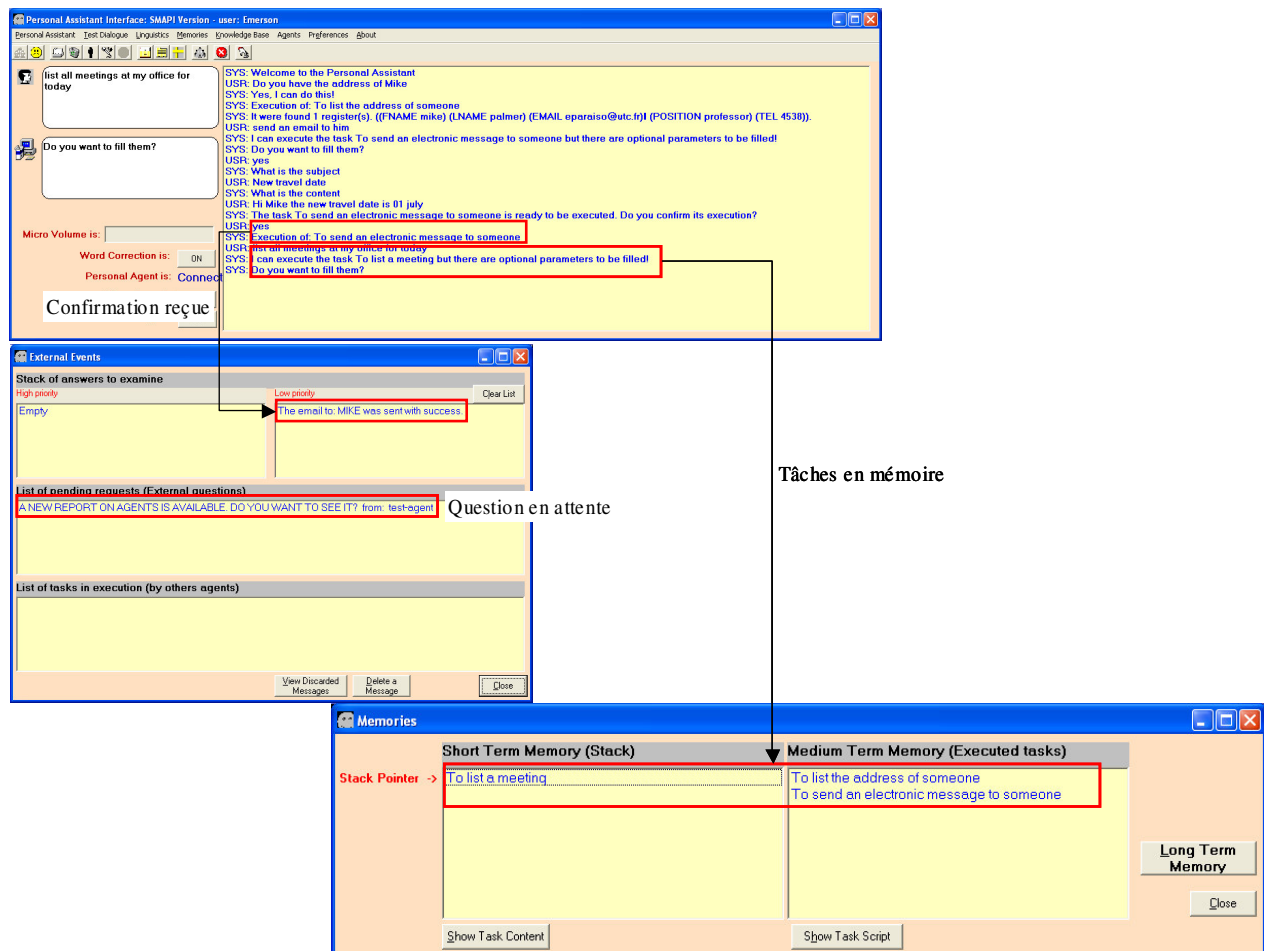 Personal Assistant Interface: SMAPI Version - user: Emerson
Personal Assistant Test Dialogue Linguistics Memories Knowledge Base Agents Preferences About
list all meetings at my office for
today
Do you want to fill them?
Micro Volume is:
Word Correction is: ON
Personal Agent is: Connect
Confirmation reçue
SYS: Welcome to the Personal Assistant
USR: Do you have the address of Mike
SYS: Yes, I can do this!
SYS: Execution of: To list the address of someone
SYS: It were found 1 register(s). ((FNAME mike) (LNAME palmer) (EMAIL eparaiso@utc.fr)I (POSITION professor) (TEL 4538)).
USR: send an email to him
SYS: I can execute the task To send an electronic message to someone but there are optional parameters to be filled!
SYS: Do you want to fill them?
USR: yes
SYS: What is the subject
USR: New travel date
SYS: What is the content
USR: Hi Mike the new travel date is 01 july
SYS: The task To send an electronic message to someone is ready to be executed. Do you confirm its execution?
USR: yes
SYS: Execution of: To send an electronic message to someone
USR: list all meetings at my office for today
SYS: I can execute the task To list a meeting but there are optional parameters to be filled!
SYS: Do you want to fill them?
External Events
Stack of answers to examine
High priority
Low priority
Clear List
Empty
The email to: MIKE was sent with success.
List of pending requests (External questions)
A NEW REPORT ON AGENTS IS AVAILABLE. DO YOU WANT TO SEE IT? from: test-agent
Question en attente
Tâches en mémoire
List of tasks in execution (by others agents)
View Discarded
Messages
Delete a
Message
Close
Memories
Short Term Memory (Stack)
Medium Term Memory (Executed tasks)
Stack Pointer ->
To list a meeting
To list the address of someone
To send an electronic message to someone
Long Term
Memory
Close
Show Task Content
Show Task Script